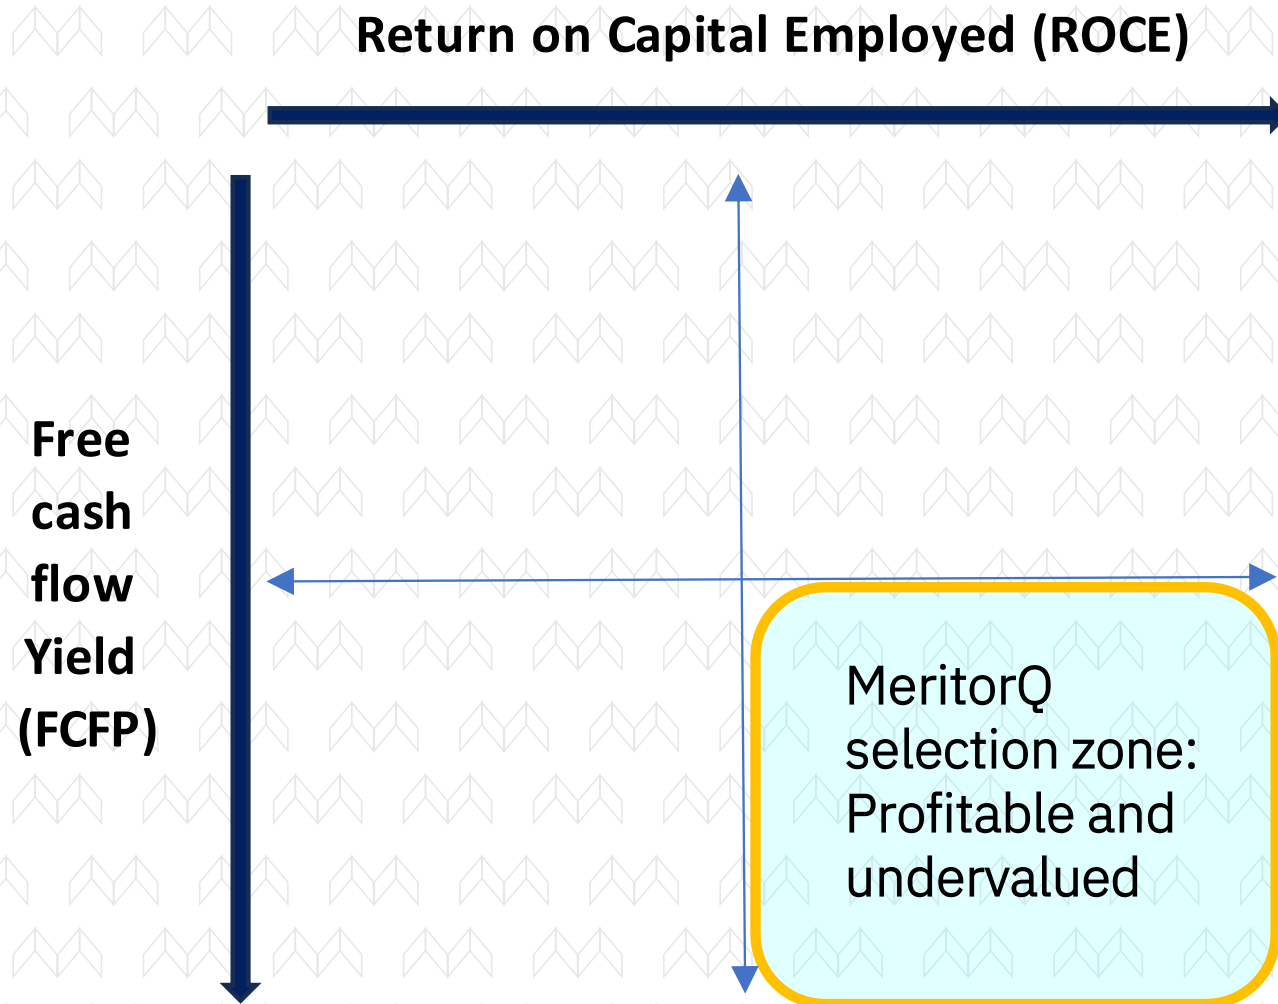 Return on Capital Employed (ROCE)
Free
cash
flow
Yield
(FCFP)
MeritorQ
selection zone:
Profitable and
undervalued